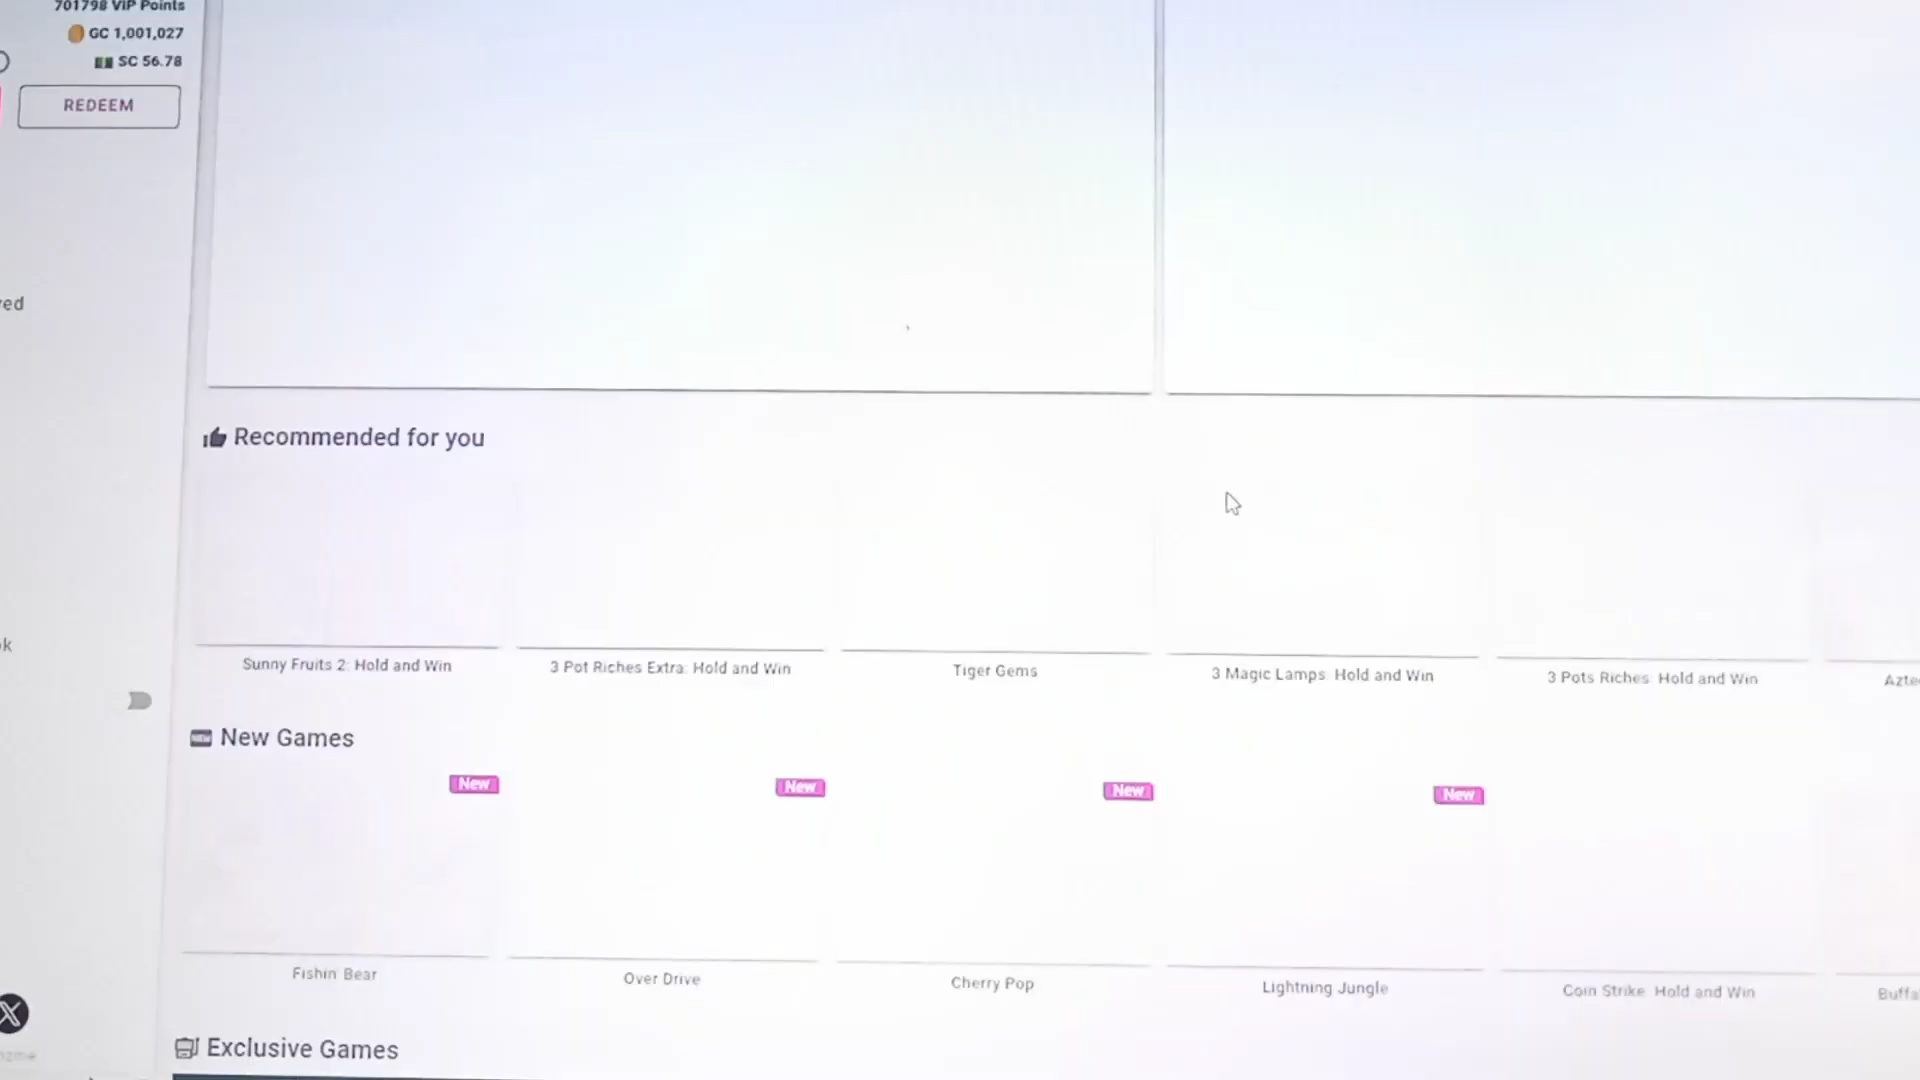 701798 VIP Points
GC 1,001,027
SC 56.78
REDEEM
Recommended for you
Sunny Fruits 2: Hold and Win
3 Pot Riches Extra: Hold and Win
Tiger Gems
3 Magic Lamps: Hold and Win
3 Pots Riches: Hold and Win
New Games
New
New
New
New
Fishin Bear
Over Drive
Cherry Pop
Lightning Jungle
Coin Strike: Hold and Win
Exclusive Games